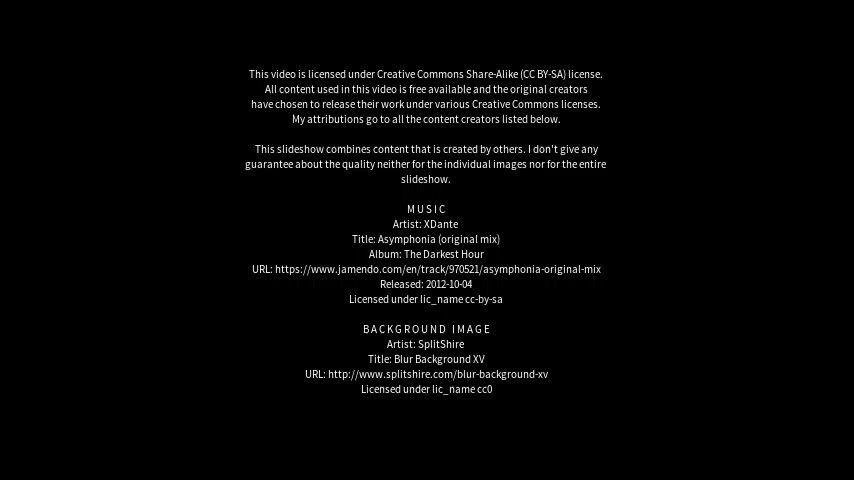 This video is licensed under Creative Commons Share-Alike (CC BY-SA) license.
All content used in this video is free available and the original creators
have chosen to release their work under various Creative Commons licenses.
My attributions go to all the content creators listed below.
This slideshow combines content that is created by others. I don't give any
guarantee about the quality neither for the individual images nor for the entire
slideshow.
MUSIC
Artist: XDante
Title: Asymphonia (original mix)
Album: The Darkest Hour
URL: https://www.jamendo.com/en/track/970521/asymphonia-original-mix
Released: 2012-10-04
Licensed under lic_name cc-by-sa
BACKGROUND IMAGE
Artist: SplitShire
Title: Blur Background XV
URL: http://www.splitshire.com/blur-background-xv
Licensed under lic_name cc0